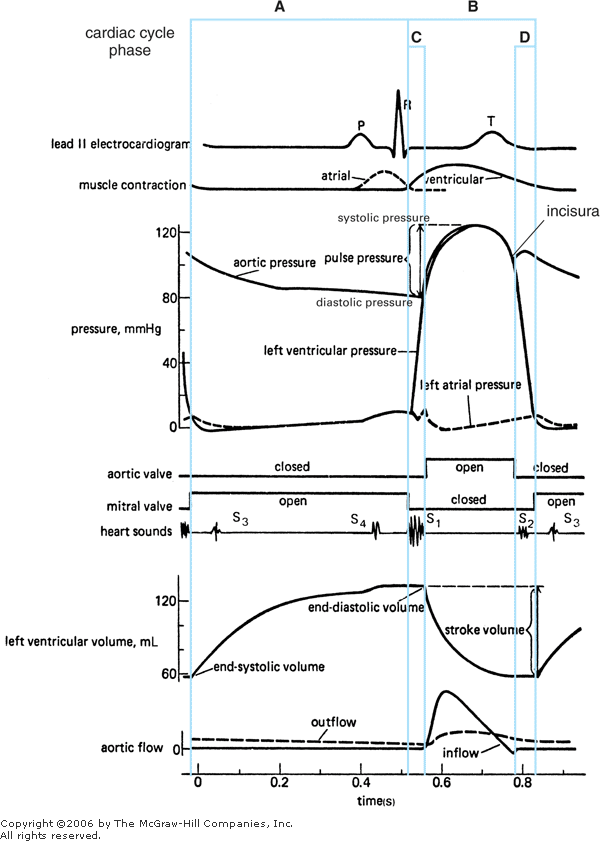 A
B
cardiac cycle
phase
C
D
P
R
T
lead II electrocardiogram
atrial
ventricular
muscle contraction
systolic pressure
incisura
120
aortic pressure
pulse pressure
80
diastolic pressure
pressure, mmHg
left ventricular pressure
40
left atrial pressure
0
aortic valve
closed
open
closed
mitral valve
open
closed
open
heart sounds
S3
S4
S1
S2
S3
120
end-diastolic volume
left ventricular volume, mL
stroke volume
60
end-systolic volume
outflow
aortic flow
0
inflow
0
0.2
0.4
0.6
0.8
time(s)
Copyright ©2006 by The McGraw-Hill Companies, Inc.
All rights reserved.